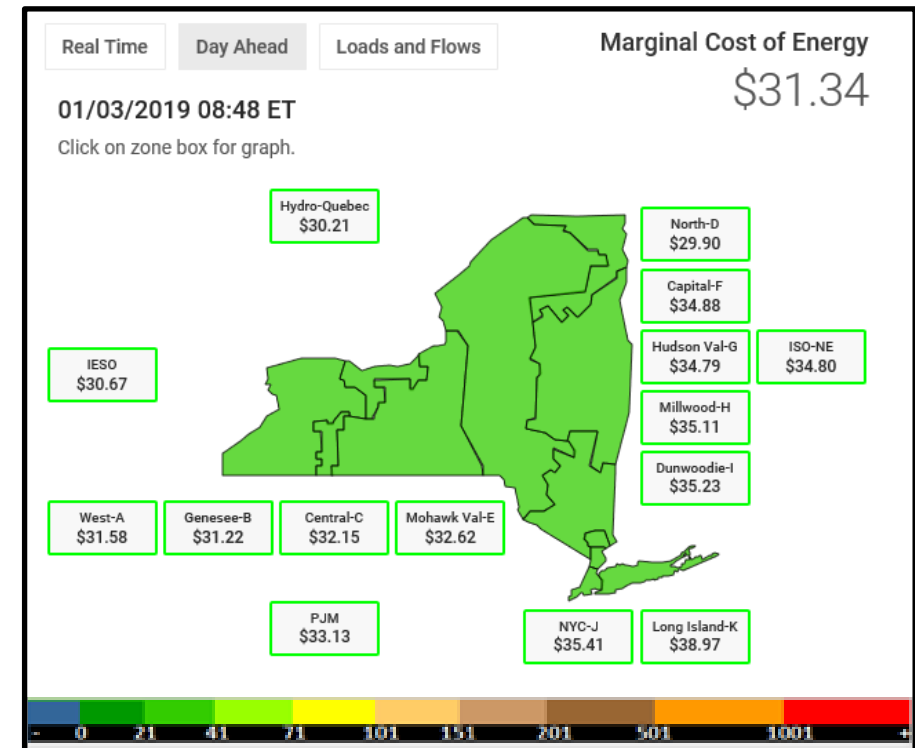 Real Time Day Ahead Loads and Flows
Marginal Cost of Energy
$31.34
01/03/2019 08:48 ET
Click on zone box for graph.
Hydro-Quebec
$30.21
North-D
$29.90
Capital-F
$34.88
Hudson Val-G
$34.79
ISO-NE
$34.80
IESO
$30.67
Millwood-H
$35.11
Dunwoodie-I
$35.23
West-A
$31.58
Genesee-B
$31.22
Central-C
$32.15
Mohawk Val-E
$32.62
PJM
$33.13
NYC-J
$35.41
Long Island-K
$38.97
- 0 21 41 71 101 151 201 501 1001 +